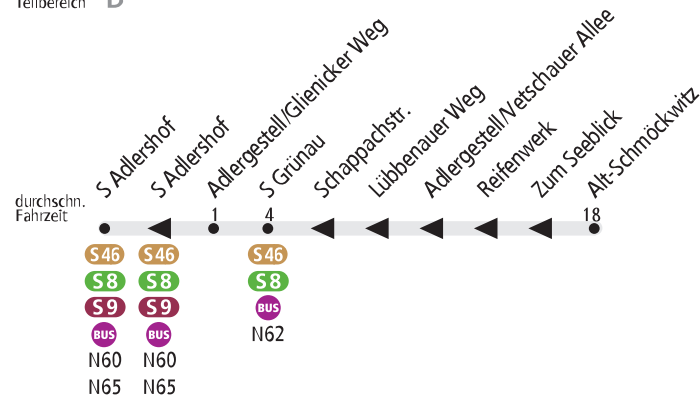 Teilbereich B
S Adlershof
S Adlershof
Adlergestell/Glienicker Weg
S Grünau
Schappachstr.
Lübbenauer Weg
Adlergestell/Vetschauer Allee
Reifenwerk
Zum Seeblick
Alt-Schmöckwitz
durchschn.
Fahrzeit
1 4 18
S46 S46 S46
S8 S8 S8
S9 S9 BUS
BUS BUS N62
N60 N60
N65 N65